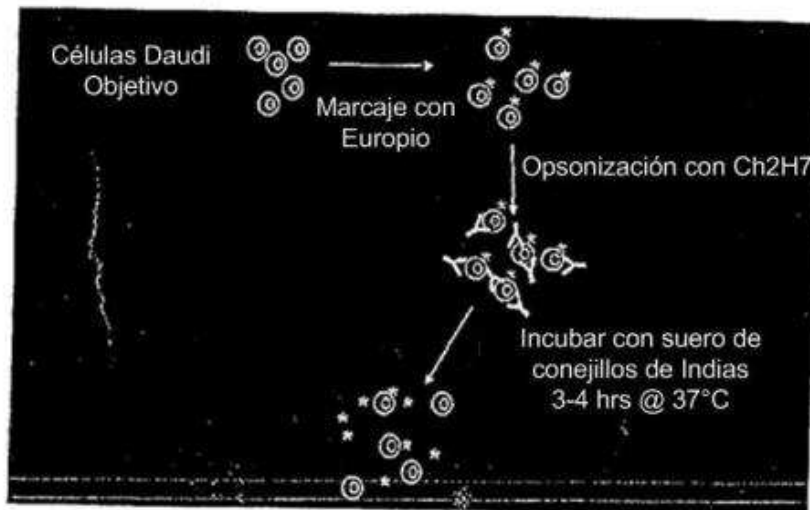 Células Daudi
Objetivo
Marcaje con
Europio
Opsonización con Ch2H7
Incubar con suero de
conejillos de Indias
3-4 hrs @ 37°C